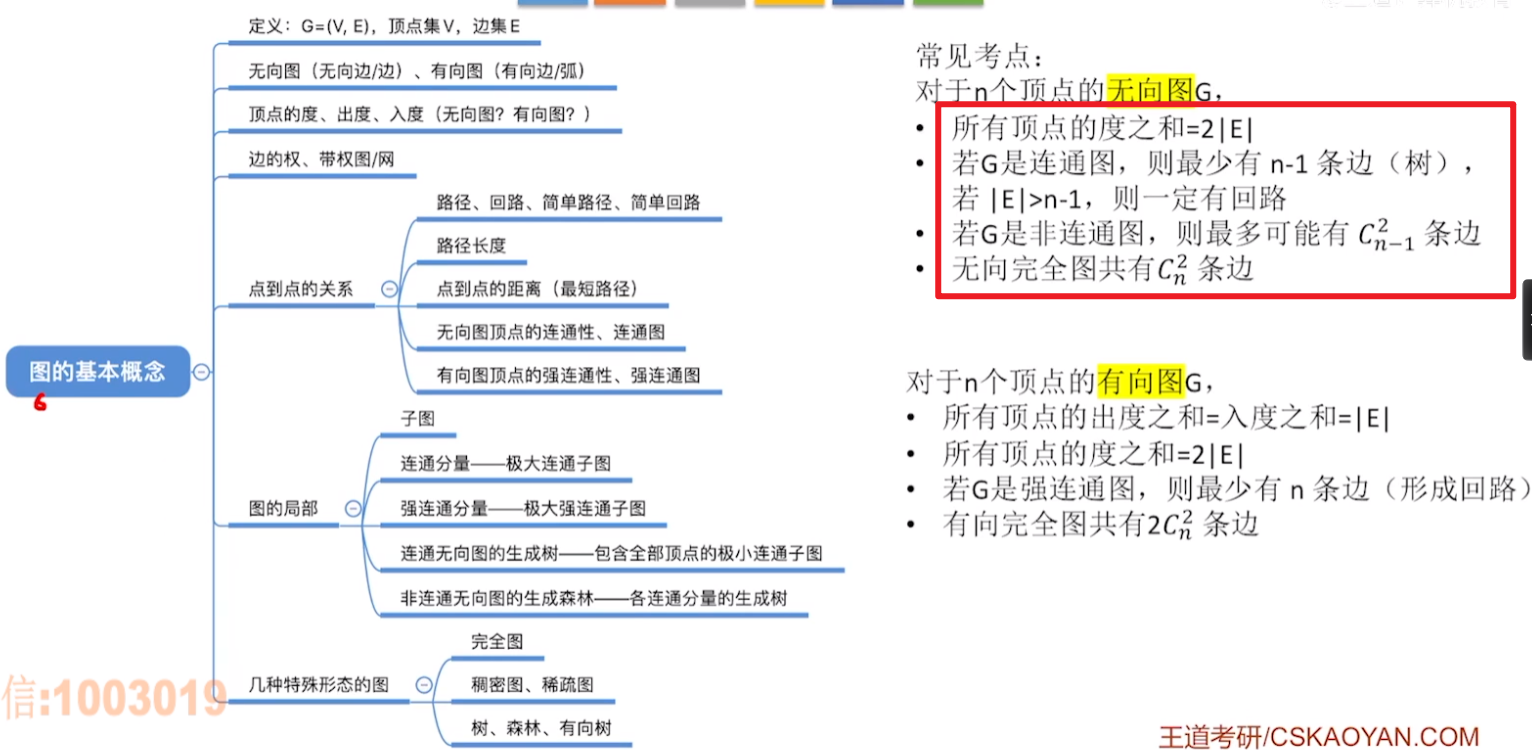 定义：G=(V, E)，顶点集 V，边集 E
无向图（无向边/边）、有向图（有向边/弧）
顶点的度、出度、入度（无向图？有向图？）
边的权、带权图/网
点到点的关系
路径、回路、简单路径、简单回路
路径长度
点到点的距离（最短路径）
无向图顶点的连通性、连通图
有向图顶点的强连通性、强连通图
图的基本概念
6
图的局部
子图
连通分量——极大连通子图
强连通分量——极大强连通子图
连通无向图的生成树——包含全部顶点的极小连通子图
非连通无向图的生成森林——各连通分量的生成树
几种特殊形态的图
完全图
稠密图、稀疏图
树、森林、有向树
信:1003019
常见考点：
对于n个顶点的无向图G，
• 所有顶点的度之和=2|E|
• 若G是连通图，则最少有 n-1 条边（树），
若 |E|>n-1，则一定有回路
• 若G是非连通图，则最多可能有 $C_{n-1}^2$ 条边
• 无向完全图共有$C_n^2$ 条边
对于n个顶点的有向图G，
• 所有顶点的出度之和=入度之和=|E|
• 所有顶点的度之和=2|E|
• 若G是强连通图，则最少有 n 条边（形成回路）
• 有向完全图共有2$C_n^2$ 条边
王道考研/CSKAOYAN.COM